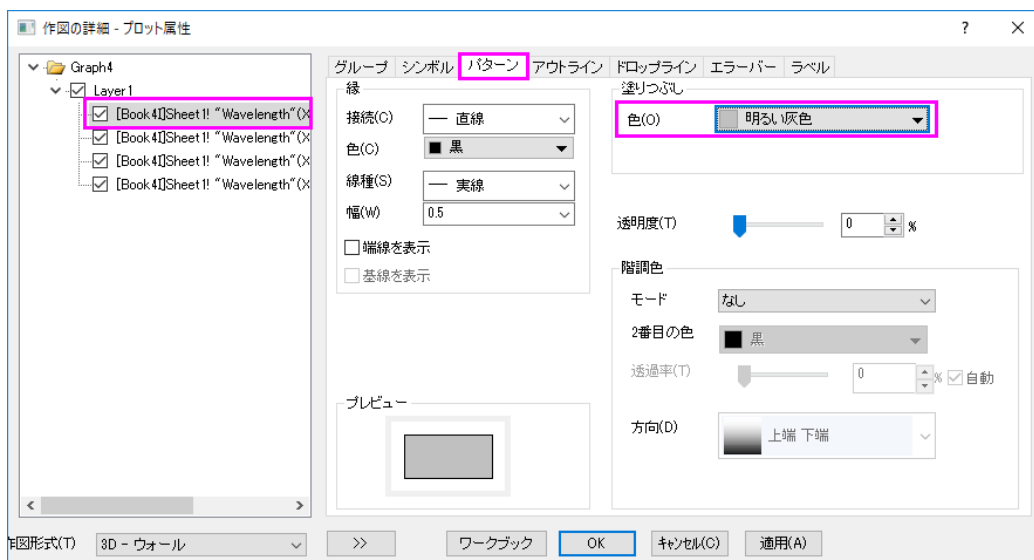 作図の詳細 - プロット属性
?
Graph4
Layer1
[Book4I]Sheet1! "Wavelength"(X
[Book4I]Sheet1! "Wavelength"(X
[Book4I]Sheet1! "Wavelength"(X
[Book4I]Sheet1! "Wavelength"(X
グループ シンボル パターン アウトライン ドロップライン エラーバー ラベル
縁
接続(C) 直線
色(C) 黒
線種(S) 実線
幅(W) 0.5
端線を表示
基線を表示
塗りつぶし
色(O) 明るい灰色
透明度(T) 0 %
階調色
モード なし
2番目の色 黒
透過率(T) 0 % 自動
方向(D) 上端 下端
プレビュー
作図形式(T) 3D - ウォール
>> ワークブック OK キャンセル(C) 適用(A)